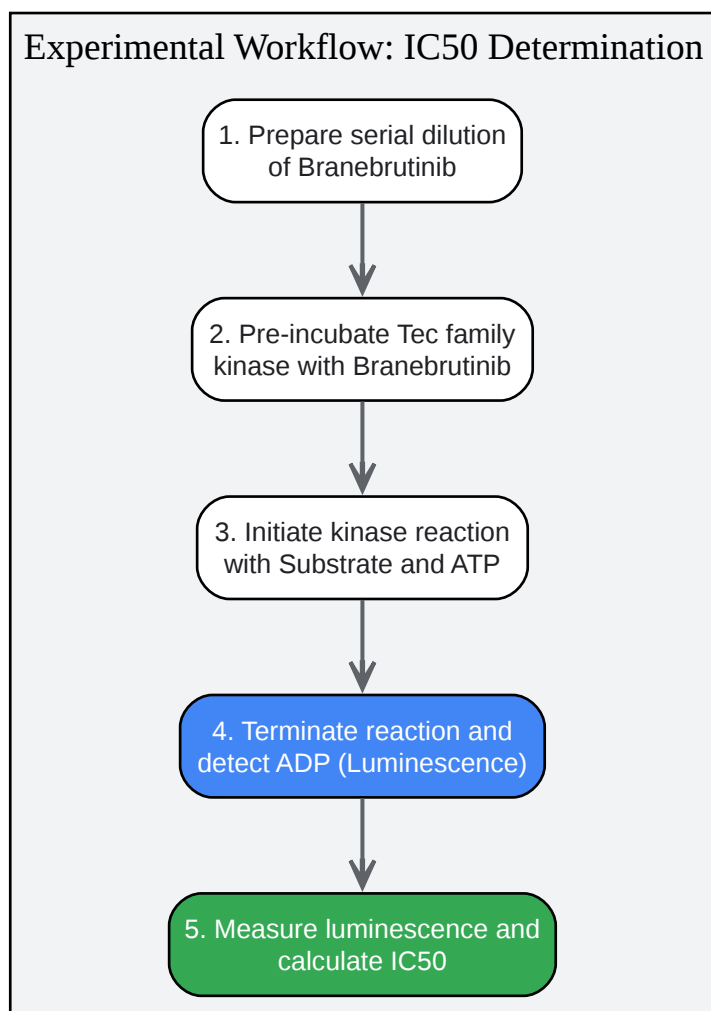 Experimental Workflow: IC50 Determination
1. Prepare serial dilution
of Branebrutinib
2. Pre-incubate Tec family
kinase with Branebrutinib
3. Initiate kinase reaction
with Substrate and ATP
4. Terminate reaction and
detect ADP (Luminescence)
5. Measure luminescence and
calculate IC50